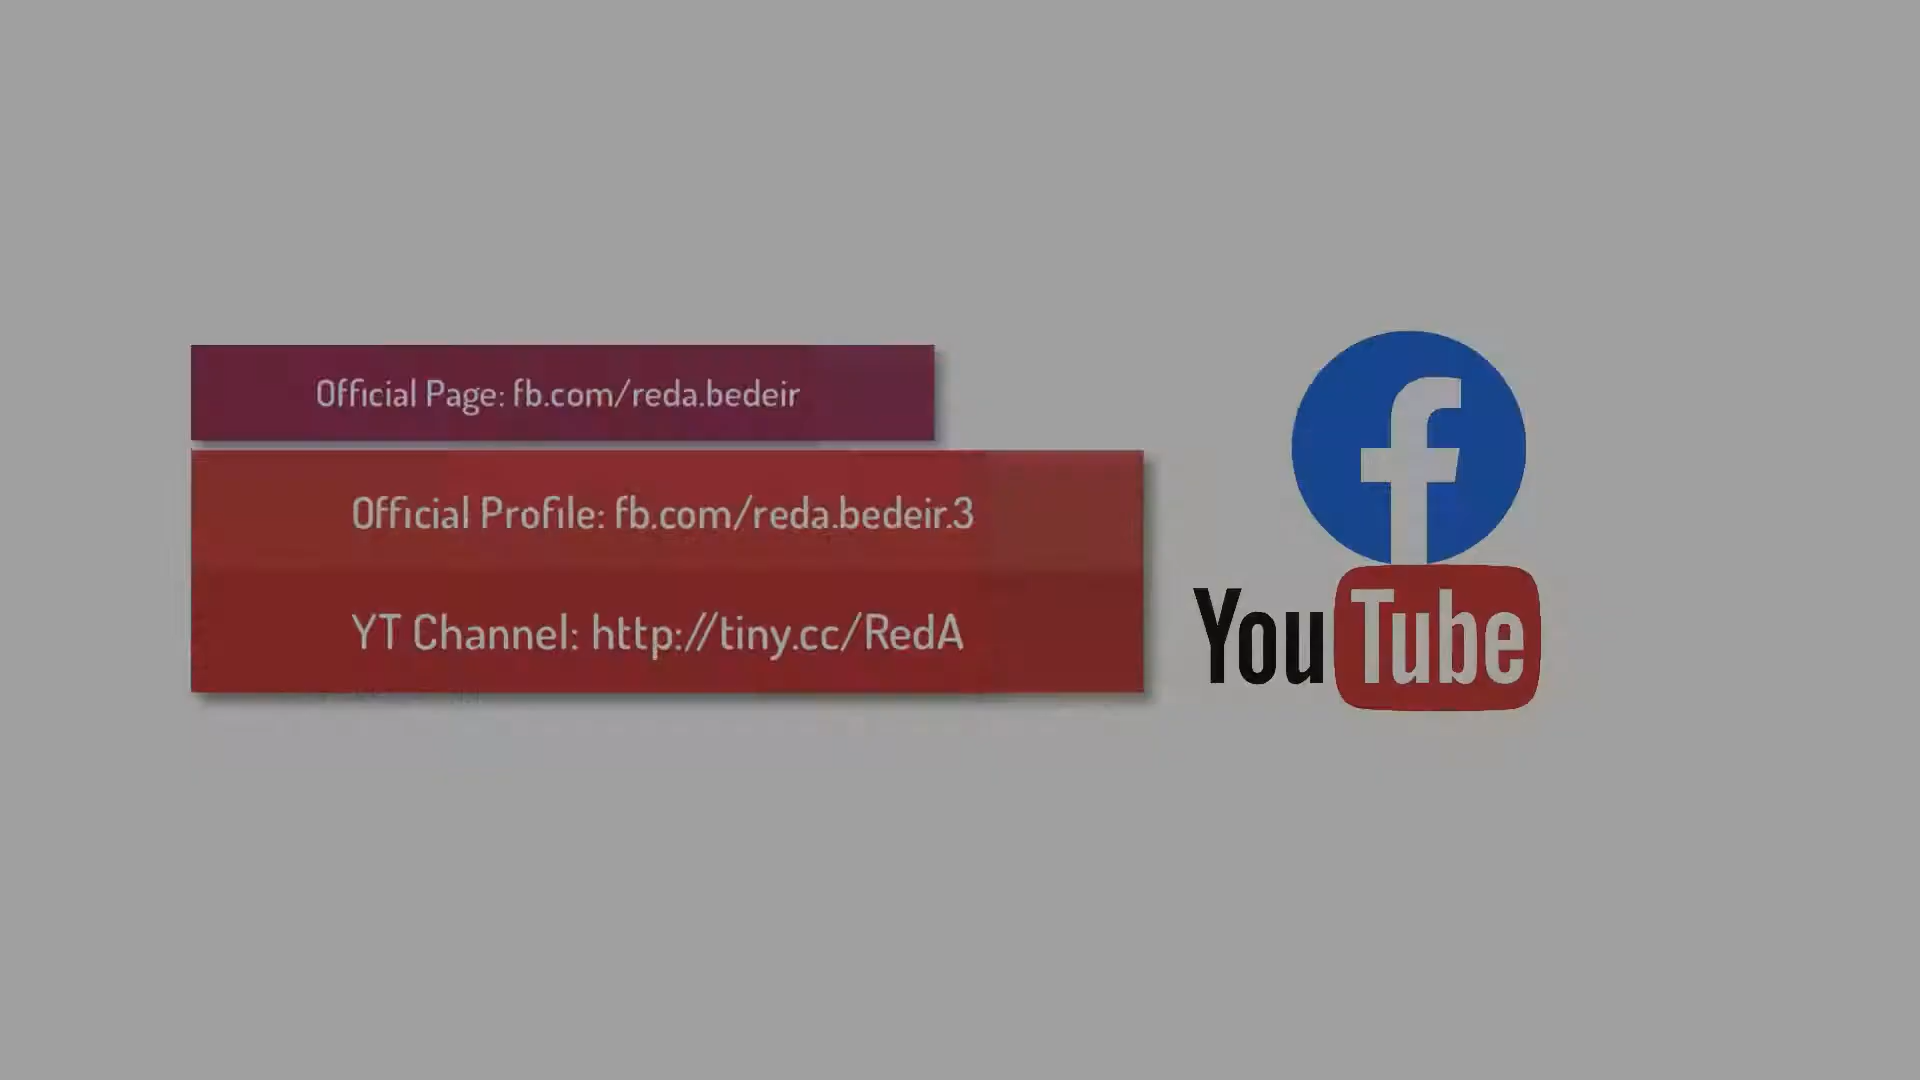 Official Page: fb.com/reda.bedeir
Official Profile: fb.com/reda.bedeir.3
YT Channel: http://tiny.cc/RedA
f
YouTube